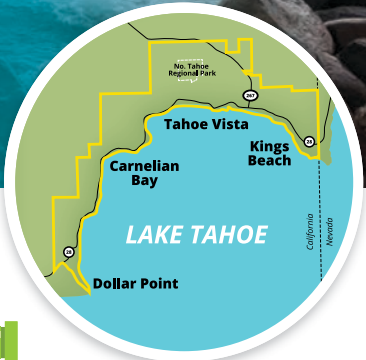 No. Tahoe
Regional Park
267
Tahoe Vista
Kings
Beach
28
Carnelian
Bay
LAKE TAHOE
California
Nevada
28
Dollar Point